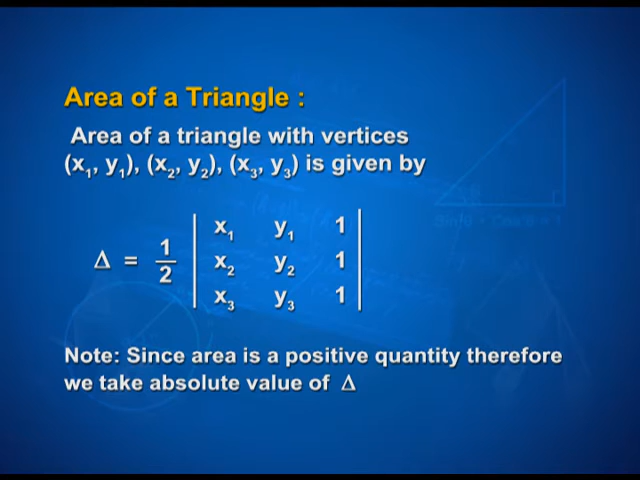 Area of a Triangle :
Area of a triangle with vertices
(x₁, y₁), (x₂, y₂), (x₃, y₃) is given by
Δ = 1/2 | x₁ y₁ 1 |
| x₂ y₂ 1 |
| x₃ y₃ 1 |
Note: Since area is a positive quantity therefore
we take absolute value of Δ